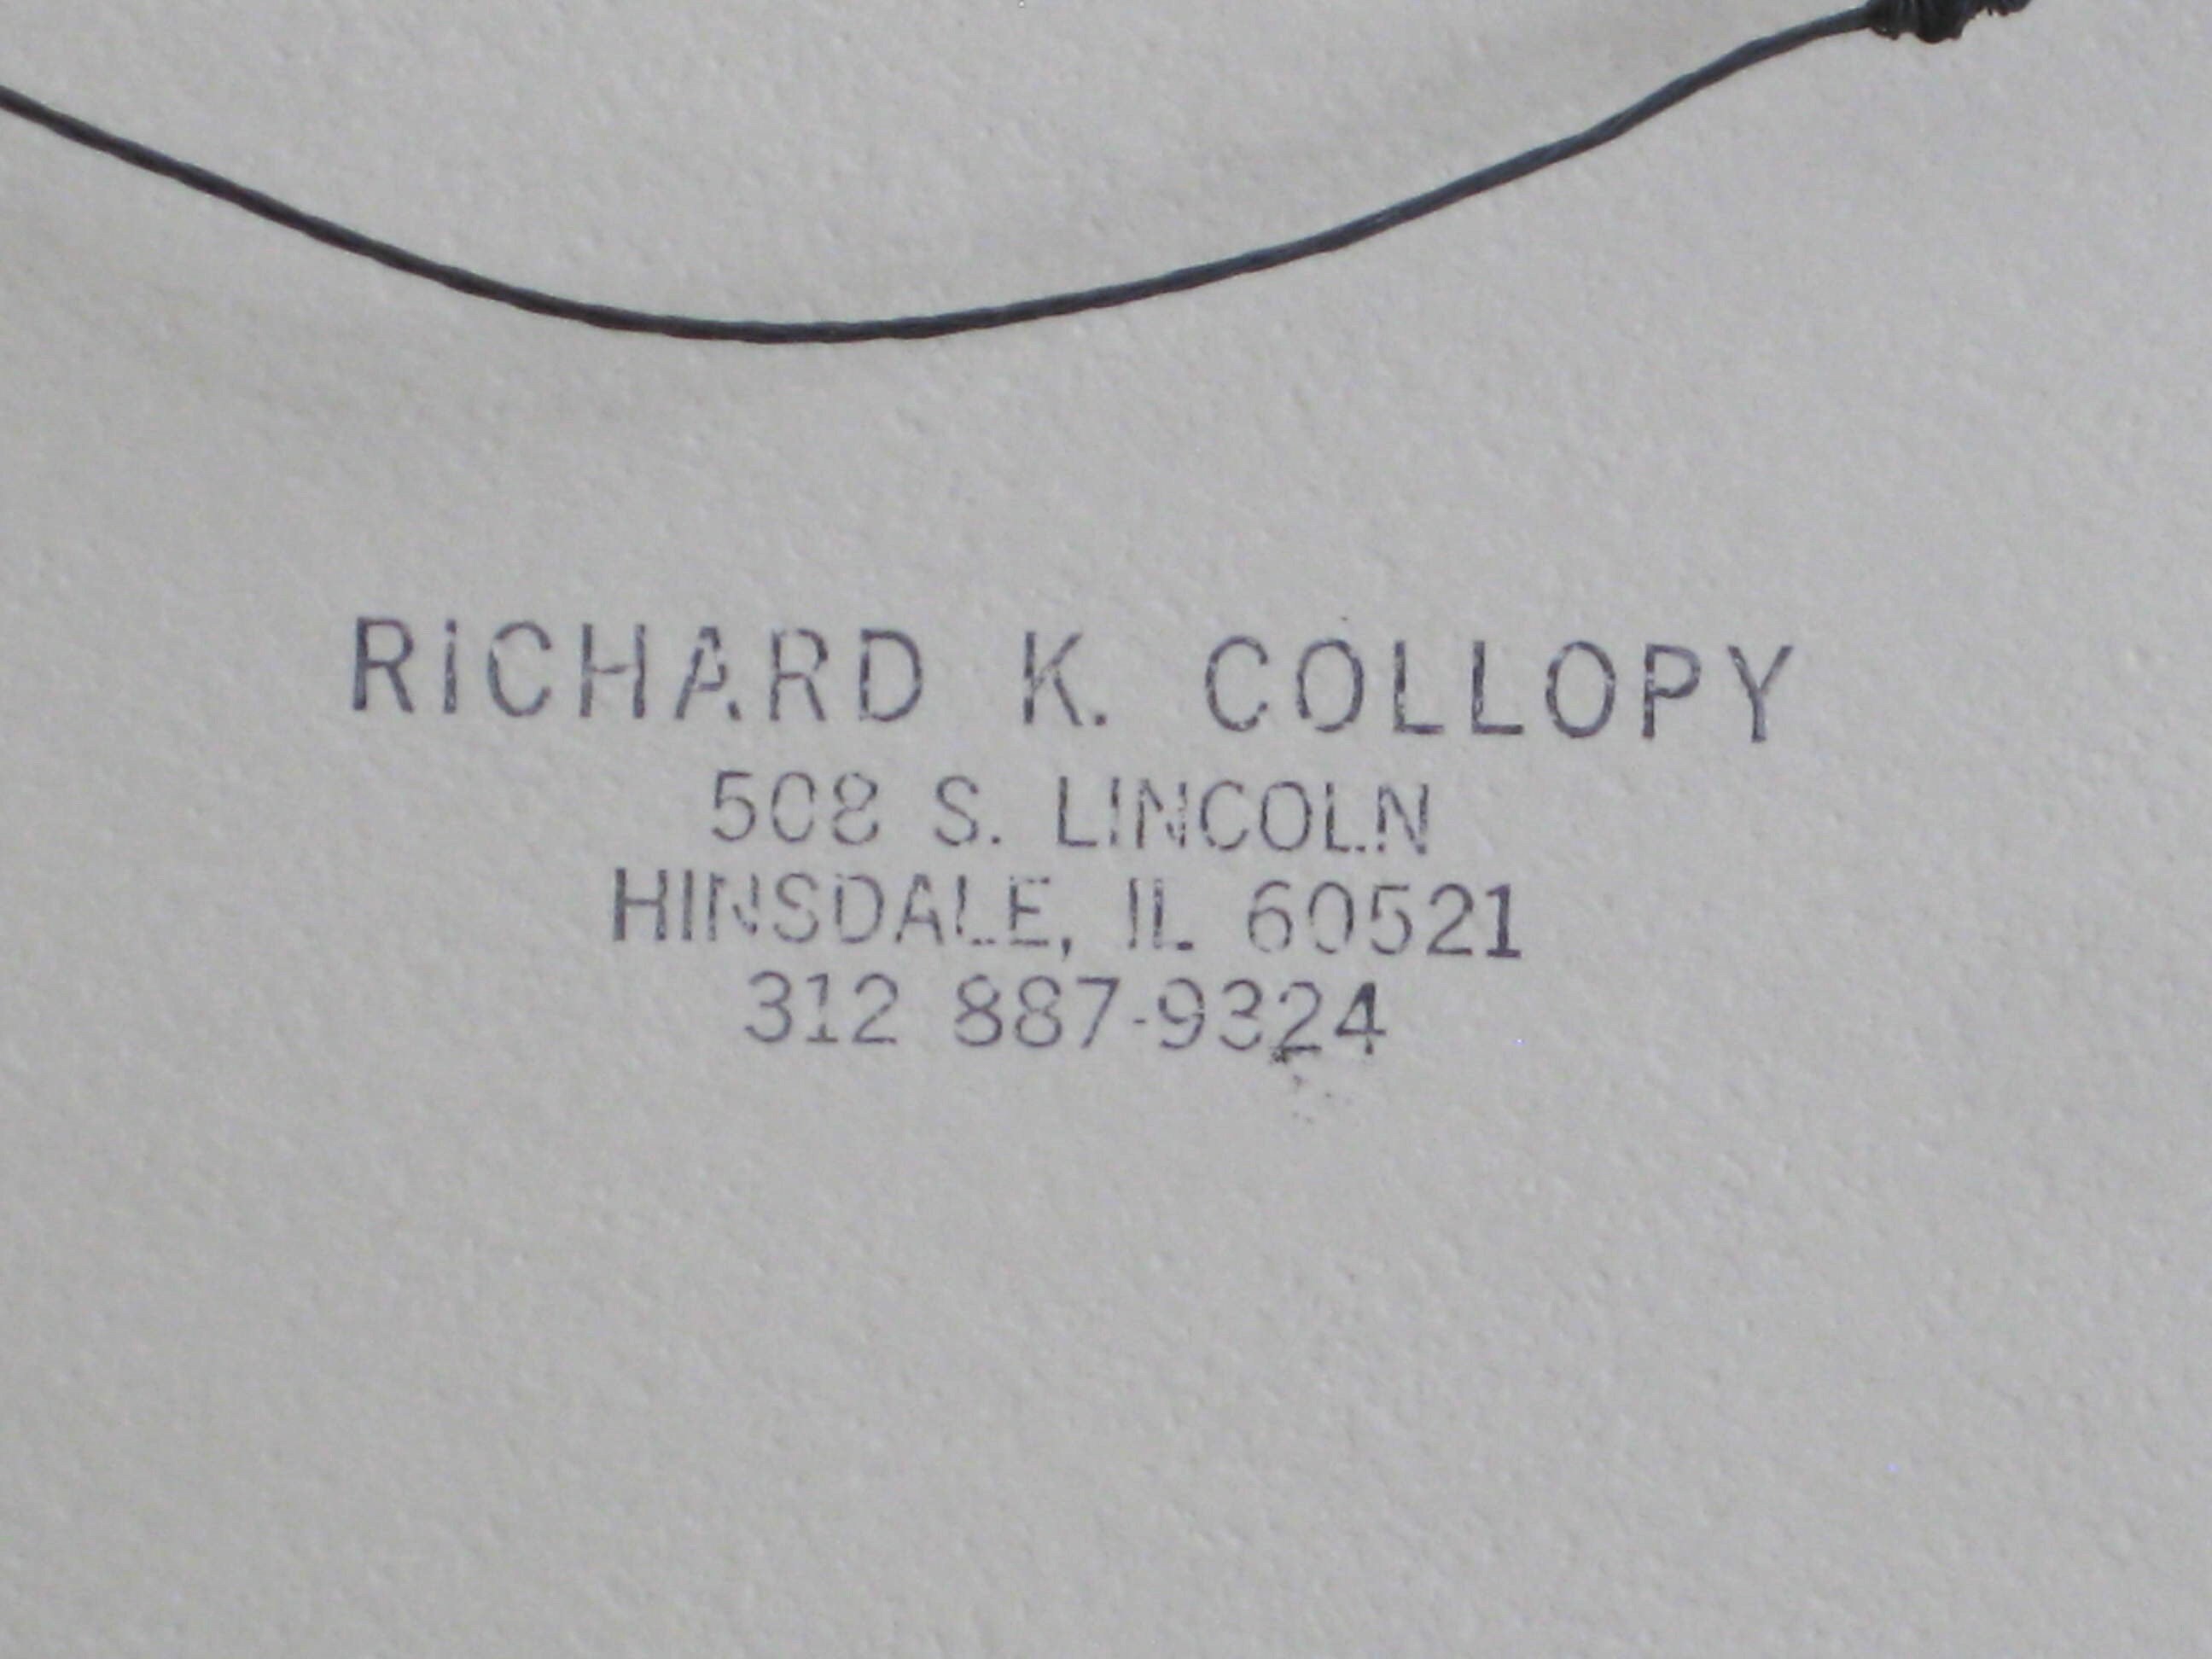 RICHARD K. COLLOPY
508 S. LINCOLN
HINSDALE, IL 60521
312 887-9324